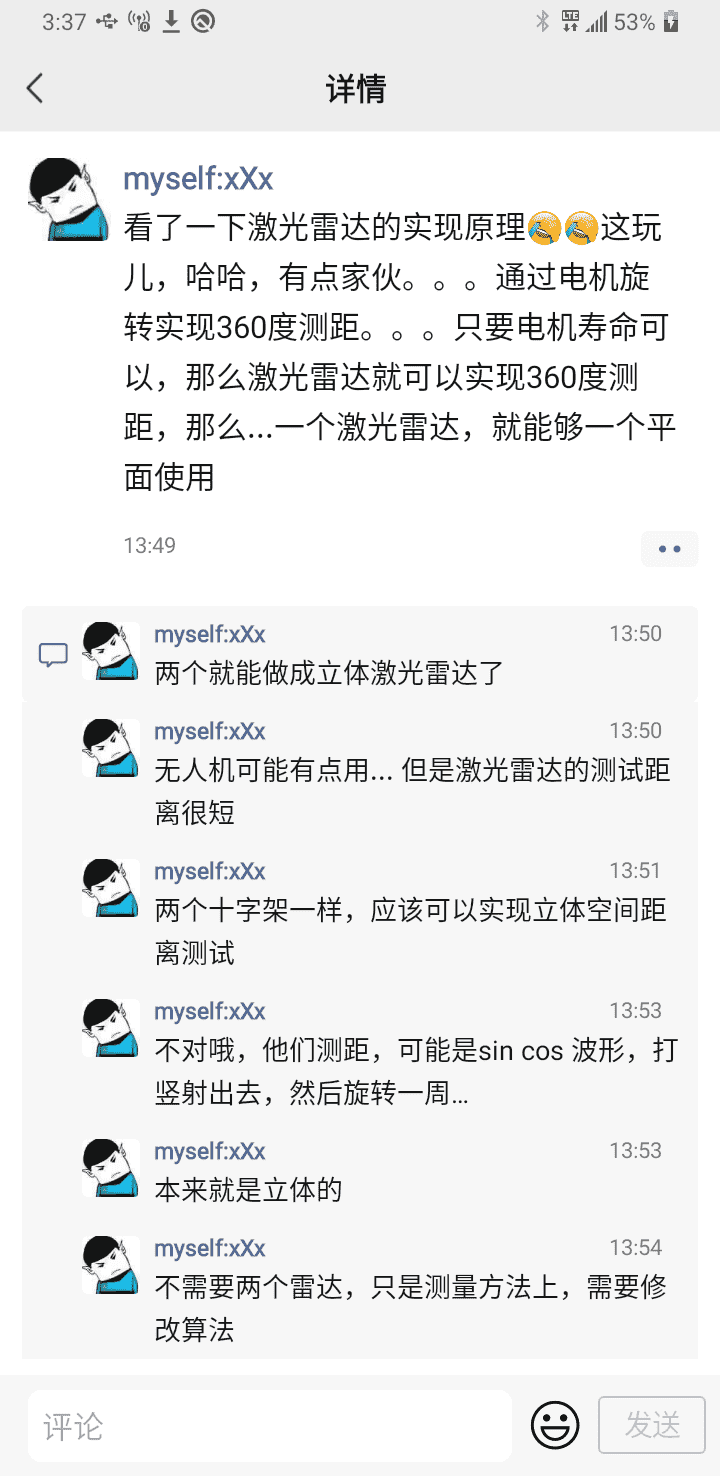 3:37
53%
详情
myself:xXx
看了一下激光雷达的实现原理🤣🤣这玩
儿，哈哈，有点家伙。。。通过电机旋
转实现360度测距。。。只要电机寿命可
以，那么激光雷达就可以实现360度测
距，那么...一个激光雷达，就能够一个平
面使用
13:49
myself:xXx 13:50
两个就能做成立体激光雷达了
myself:xXx 13:50
无人机可能有点用... 但是激光雷达的测试距
离很短
myself:xXx 13:51
两个十字架一样，应该可以实现立体空间距
离测试
myself:xXx 13:53
不对哦，他们测距，可能是sin cos 波形，打
竖射出去，然后旋转一周...
myself:xXx 13:53
本来就是立体的
myself:xXx 13:54
不需要两个雷达，只是测量方法上，需要修
改算法
评论
发送